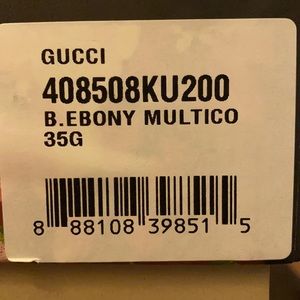 GUCCI
408508KU200
B.EBONY MULTICO
35G
8 88108 39851 5